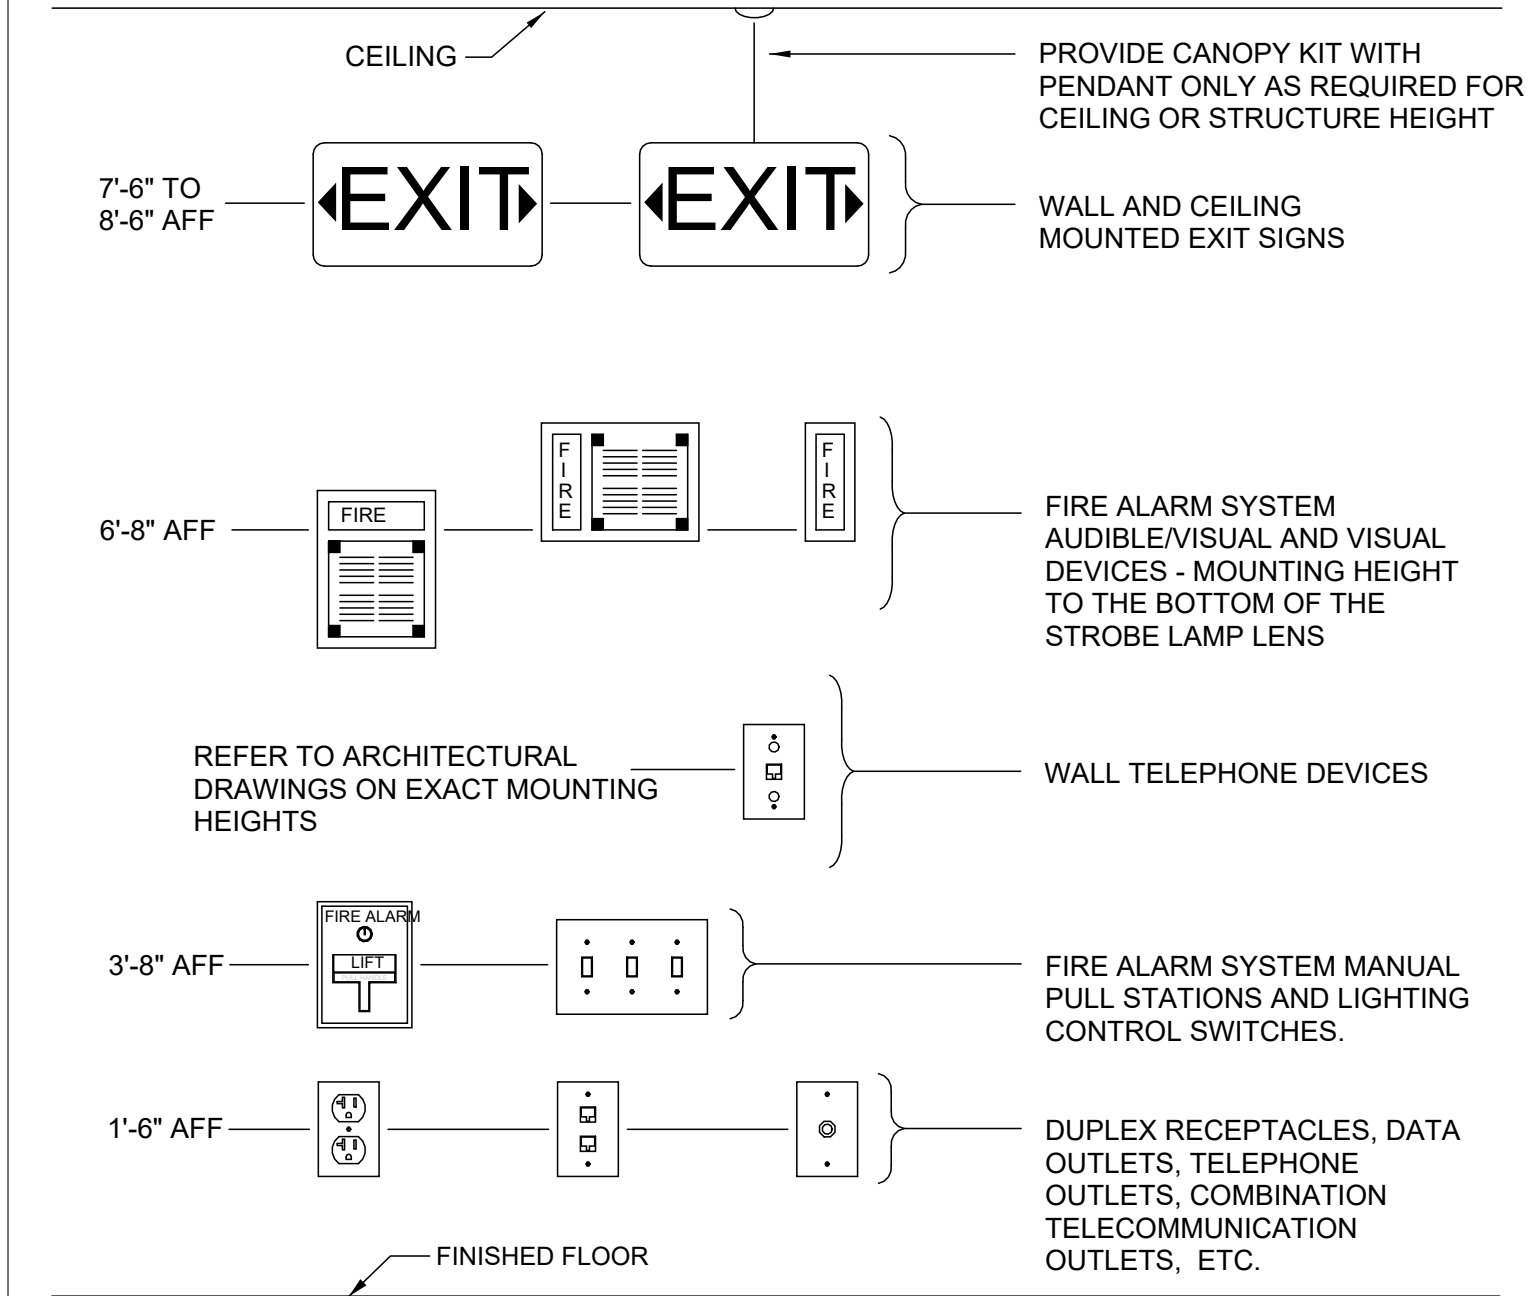 CEILING
PROVIDE CANOPY KIT WITH
PENDANT ONLY AS REQUIRED FOR
CEILING OR STRUCTURE HEIGHT
7'-6" TO
8'-6" AFF
EXIT
EXIT
WALL AND CEILING
MOUNTED EXIT SIGNS
6'-8" AFF
FIRE
FIRE
FIRE
FIRE ALARM SYSTEM
AUDIBLE/VISUAL AND VISUAL
DEVICES - MOUNTING HEIGHT
TO THE BOTTOM OF THE
STROBE LAMP LENS
REFER TO ARCHITECTURAL
DRAWINGS ON EXACT MOUNTING
HEIGHTS
WALL TELEPHONE DEVICES
3'-8" AFF
FIRE ALARM
LIFT
PULL HANDLE
FIRE ALARM SYSTEM MANUAL
PULL STATIONS AND LIGHTING
CONTROL SWITCHES.
1'-6" AFF
DUPLEX RECEPTACLES, DATA
OUTLETS, TELEPHONE
OUTLETS, COMBINATION
TELECOMMUNICATION
OUTLETS,  ETC.
FINISHED FLOOR